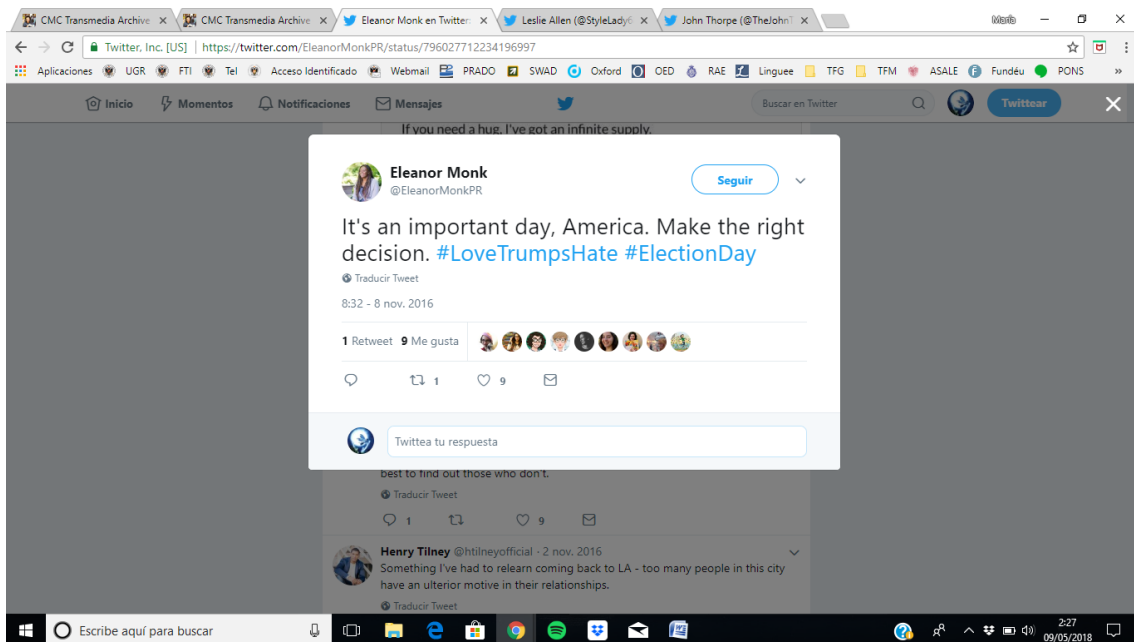 CMC Transmedia Archive
CMC Transmedia Archive
Eleanor Monk en Twitter:
Leslie Allen (@StyleLady6
John Thorpe (@TheJohnT
María
Twitter, Inc. [US] | https://twitter.com/EleanorMonkPR/status/796027712234196997
Aplicaciones UGR FTI Tel Acceso Identificado Webmail PRADO SWAD Oxford OED RAE Linguee TFG TFM ASALE Fundéu PONS »
Inicio Momentos Notificaciones Mensajes Buscar en Twitter Twittear
If you need a hug, I've got an infinite supply.
Eleanor Monk
@EleanorMonkPR
Seguir
It's an important day, America. Make the right
decision. #LoveTrumpsHate #ElectionDay
Traducir Tweet
8:32 - 8 nov. 2016
1 Retweet 9 Me gusta
1 9
Twittea tu respuesta
best to find out those who don't.
Traducir Tweet
1 9
Henry Tilney @htilneyofficial · 2 nov. 2016
Something I've had to relearn coming back to LA - too many people in this city
have an ulterior motive in their relationships.
Traducir Tweet
Escribe aquí para buscar
2:27
09/05/2018